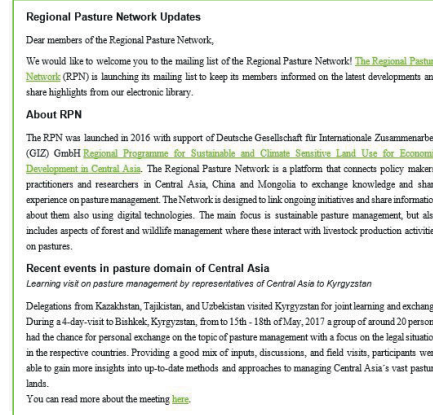 Regional Pasture Network Updates
Dear members of the Regional Pasture Network,
We would like to welcome you to the mailing list of the Regional Pasture Network! The Regional Pastur
Network (RPN) is launching its mailing list to keep its members informed on the latest developments an
share highlights from our electronic library.
About RPN
The RPN was launched in 2016 with support of Deutsche Gesellschaft für Internationale Zusammenarbe
(GIZ) GmbH Regional Programme for Sustainable and Climate Sensitive Land Use for Economi
Development in Central Asia. The Regional Pasture Network is a platform that connects policy maker
practitioners and researchers in Central Asia, China and Mongolia to exchange knowledge and shar
experience on pasture management. The Network is designed to link ongoing initiatives and share informatio
about them also using digital technologies. The main focus is sustainable pasture management, but als
includes aspects of forest and wildlife management where these interact with livestock production activitie
on pastures.
Recent events in pasture domain of Central Asia
Learning visit on pasture management by representatives of Central Asia to Kyrgyzstan
Delegations from Kazakhstan, Tajikistan, and Uzbekistan visited Kyrgyzstan for joint learning and exchang
During a 4-day-visit to Bishkek, Kyrgyzstan, from to 15th - 18th of May, 2017 a group of around 20 person
had the chance for personal exchange on the topic of pasture management with a focus on the legal situatio
in the respective countries. Providing a good mix of inputs, discussions, and field visits, participants wer
able to gain more insights into up-to-date methods and approaches to managing Central Asia´s vast pastur
lands.
You can read more about the meeting here.